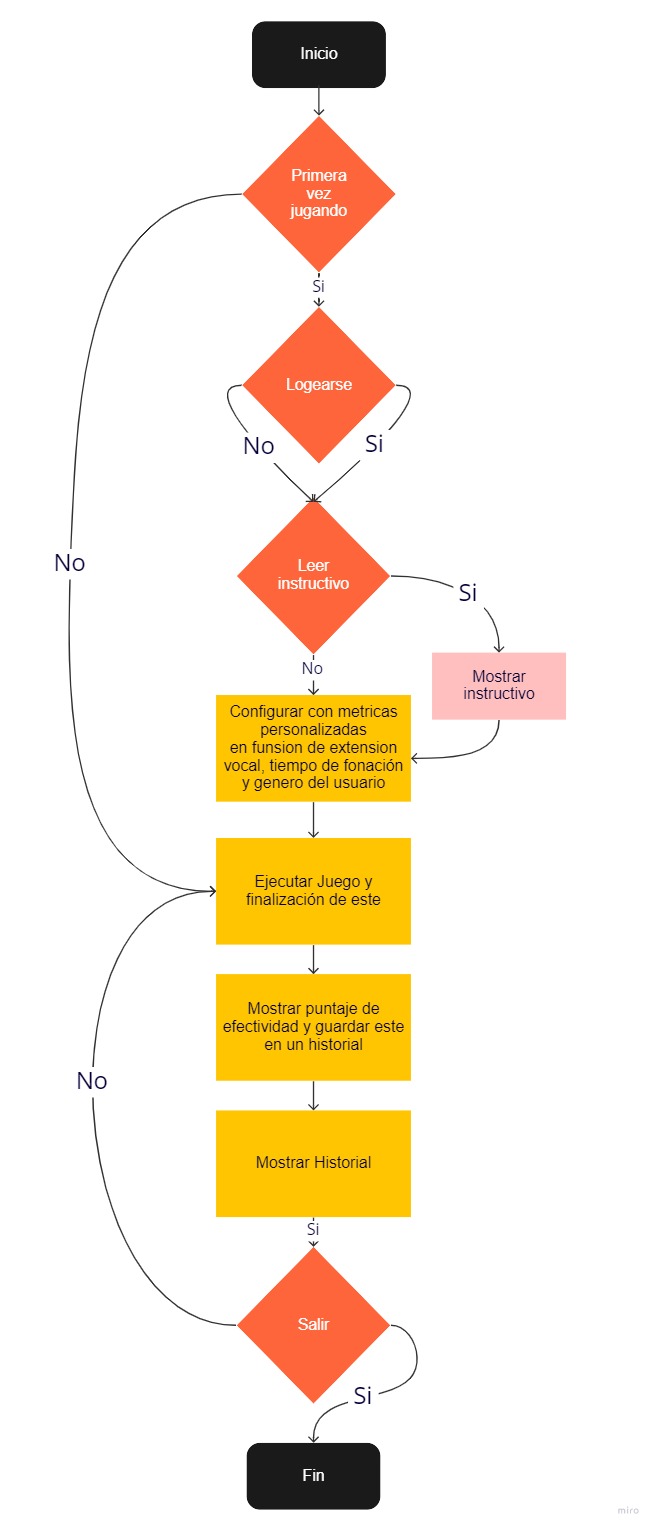 Inicio
Primera
vez
jugando
Si
Logearse
No
Si
No
Leer
instructivo
Si
No
Mostrar
instructivo
Configurar con metricas
personalizadas
en funsion de extension
vocal, tiempo de fonación
y genero del usuario
Ejecutar Juego y
finalización de este
Mostrar puntaje de
efectividad y guardar este
en un historial
No
Mostrar Historial
Si
Salir
Si
Fin
miro